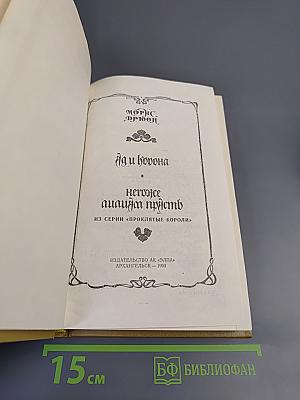 МОРИС
ДРЮОН
Яд и корона
Негоже
лилиям прясть
ИЗ СЕРИИ «ПРОКЛЯТЫЕ КОРОЛИ»
ИЗДАТЕЛЬСТВО АК «ЭЛПА»
АРХАНГЕЛЬСК — 1993
15 СМ
БФ БИБЛИОФАН